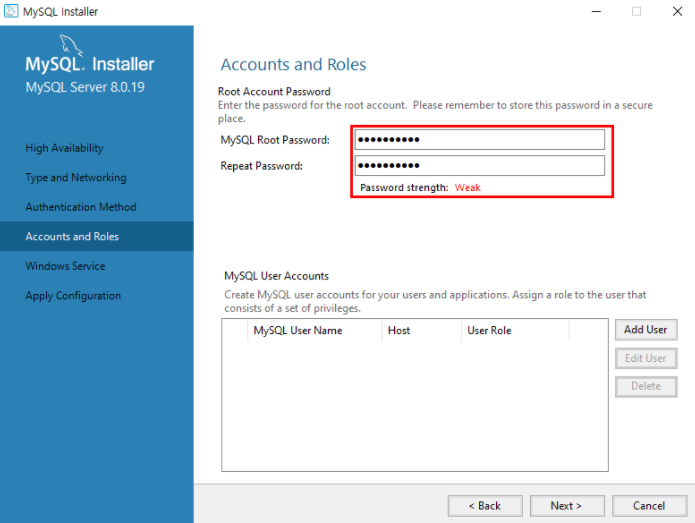 MySQL Installer
MySQL. Installer
MySQL Server 8.0.19
High Availability
Type and Networking
Authentication Method
Accounts and Roles
Windows Service
Apply Configuration
Accounts and Roles
Root Account Password
Enter the password for the root account. Please remember to store this password in a secure
place.
MySQL Root Password: ●●●●●●●●●●
Repeat Password: ●●●●●●●●●●
Password strength: Weak
MySQL User Accounts
Create MySQL user accounts for your users and applications. Assign a role to the user that
consists of a set of privileges.
MySQL User Name Host User Role
Add User
Edit User
Delete
< Back Next > Cancel